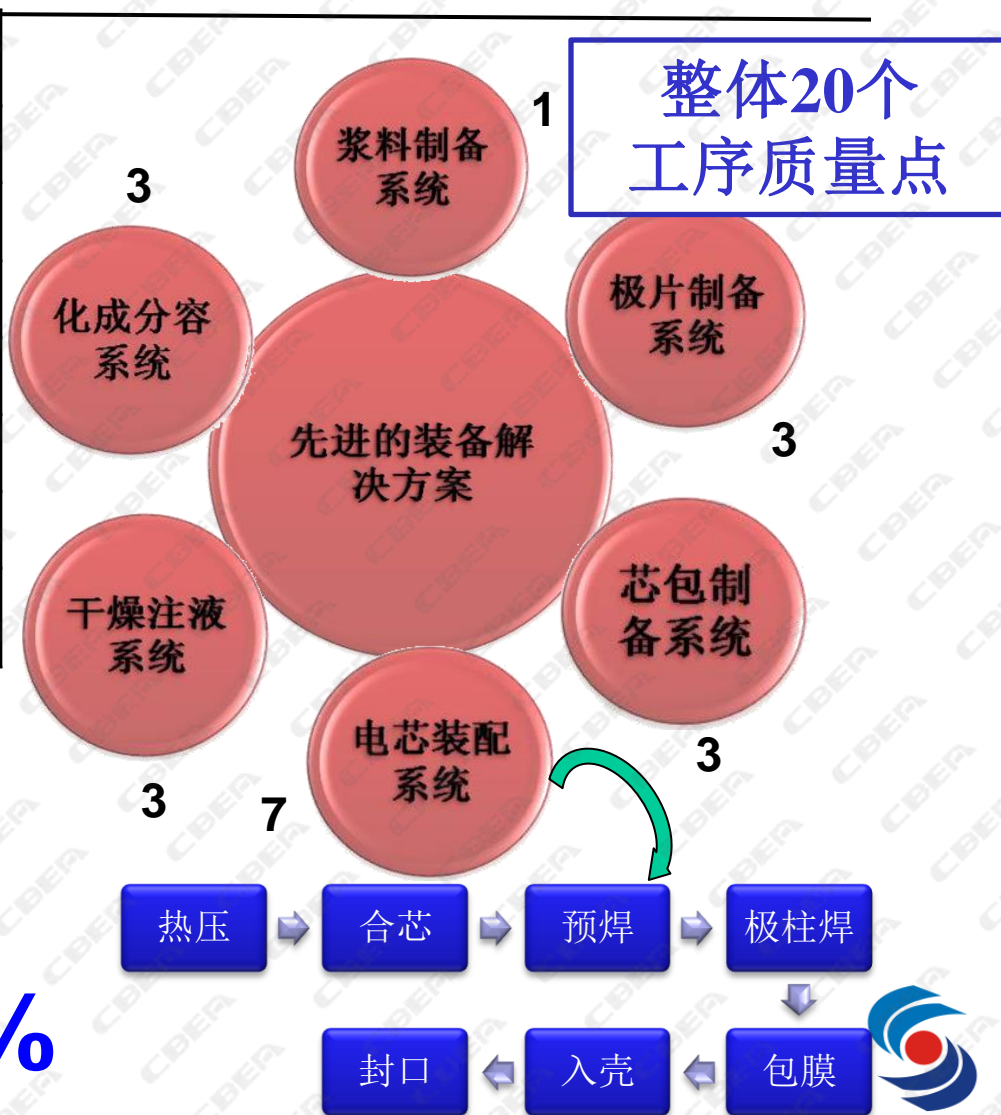 整体20个
工序质量点
1
浆料制备
系统
3
化成分容
系统
极片制备
系统
3
先进的装备解
决方案
干燥注液
系统
3
芯包制
备系统
3
电芯装配
系统
7
热压
合芯
预焊
极柱焊
包膜
入壳
封口
%
CBEA